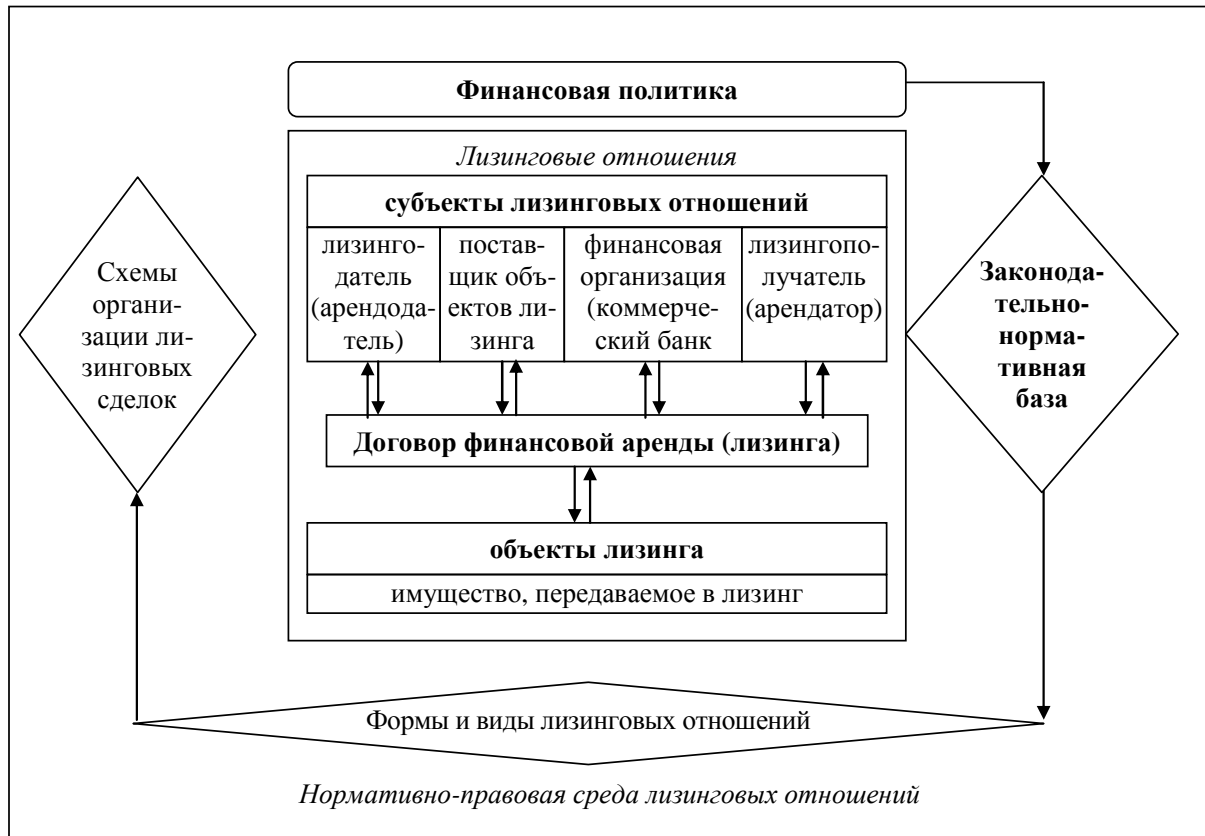 Финансовая политика
Лизинговые отношения
субъекты лизинговых отношений
лизинго-
датель
(арендода-
тель)
постав-
щик объ-
ектов ли-
зинга
финансовая
организация
(коммерче-
ский банк
лизингопо-
лучатель
(арендатор)
Схемы
органи-
зации ли-
зинговых
сделок
Законода-
тельно-
норма-
тивная
база
Договор финансовой аренды (лизинга)
объекты лизинга
имущество, передаваемое в лизинг
Формы и виды лизинговых отношений
Нормативно-правовая среда лизинговых отношений